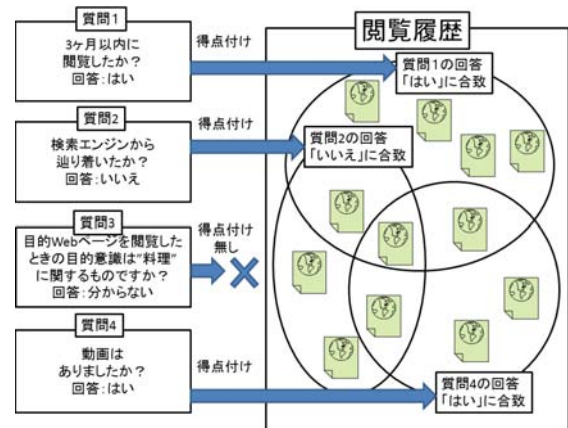 質問1
3ヶ月以内に
閲覧したか?
回答:はい
得点付け
質問2
検索エンジンから
辿り着いたか?
回答:いいえ
得点付け
質問3
目的Webページを閲覧した
ときの目的意識は"料理"
に関するものですか?
回答:分からない
得点付け
無し
質問4
動画は
ありましたか?
回答:はい
得点付け
閲覧履歴
質問1の回答
「はい」に合致
質問2の回答
「いいえ」に合致
質問4の回答
「はい」に合致